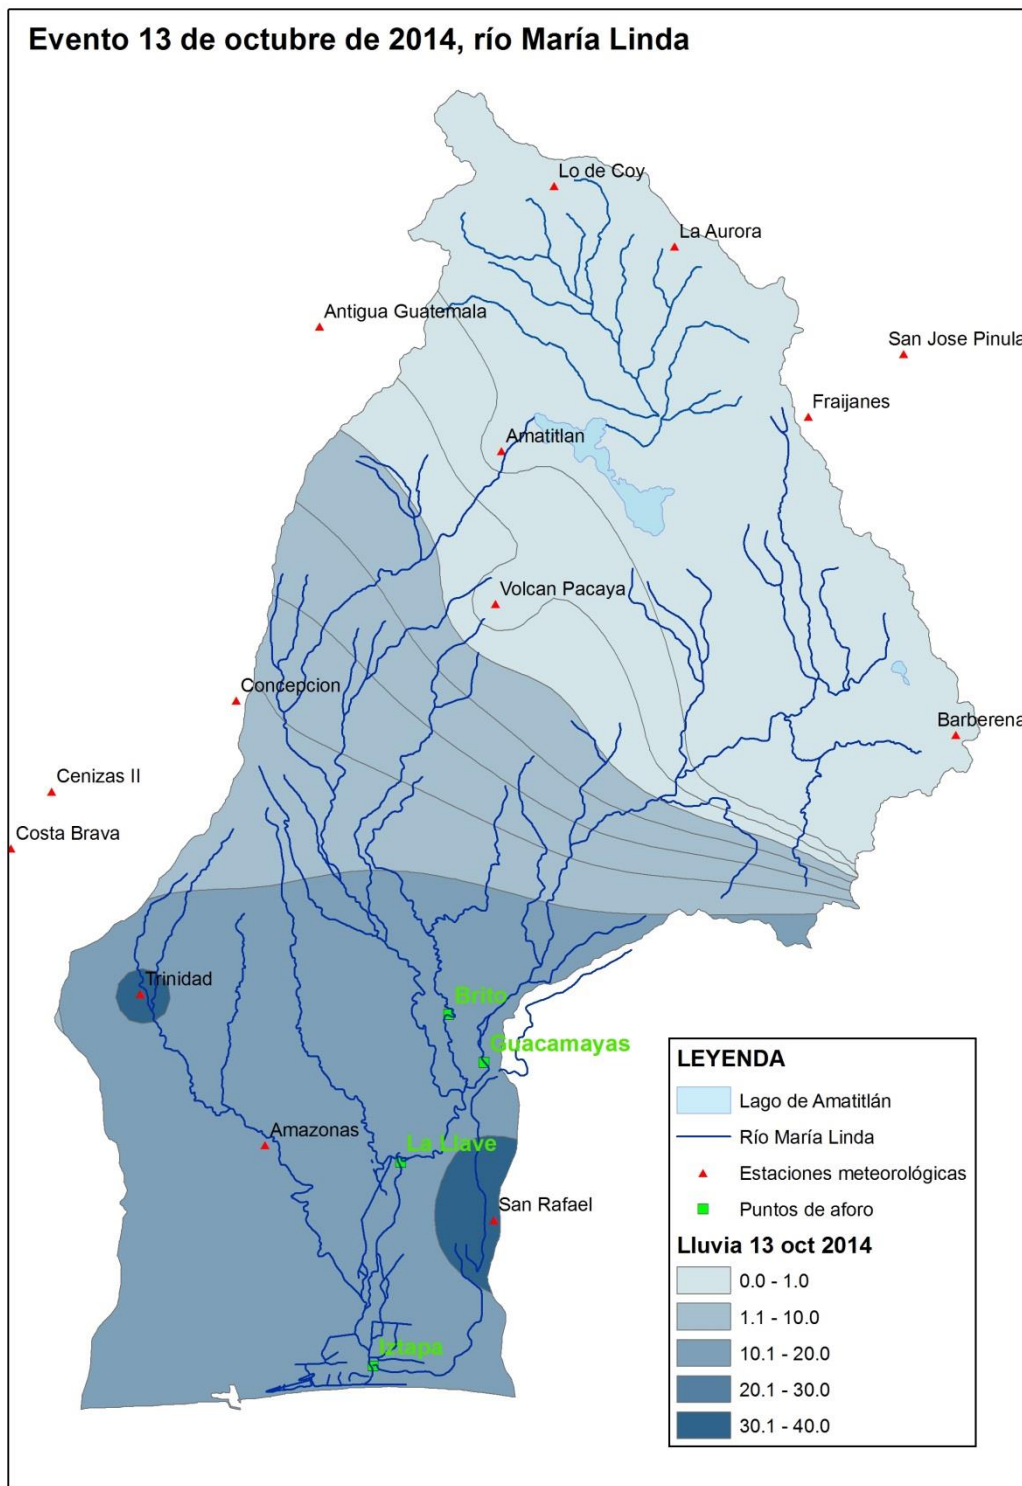 Evento 13 de octubre de 2014, río María Linda
Lo de Coy
La Aurora
Antigua Guatemala
San Jose Pinula
Fraijanes
Amatitlan
Volcan Pacaya
Concepcion
Barberena
Cenizas II
Costa Brava
Trinidad
Brito
Guacamayas
Amazonas
La Llave
San Rafael
Iztapa
LEYENDA
Lago de Amatitlán
Río María Linda
Estaciones meteorológicas
Puntos de aforo
Lluvia 13 oct 2014
0.0 - 1.0
1.1 - 10.0
10.1 - 20.0
20.1 - 30.0
30.1 - 40.0